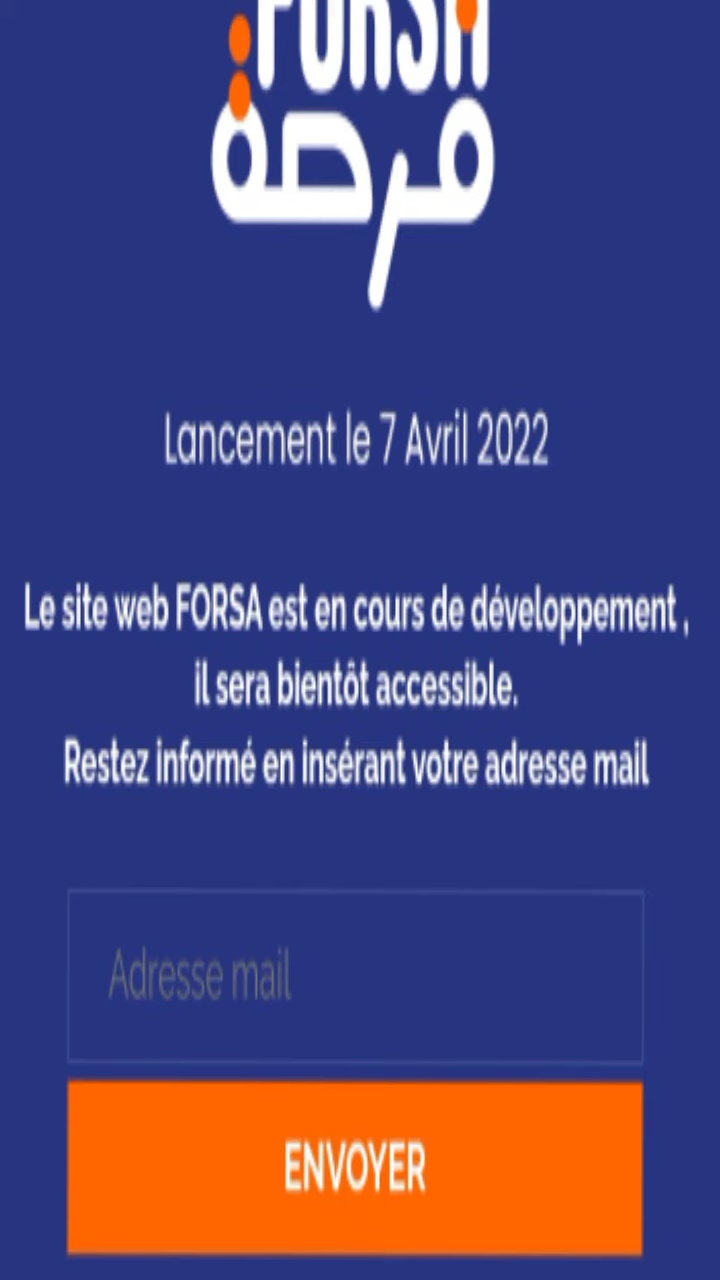 FORSA
فرصة
Lancement le 7 Avril 2022
Le site web FORSA est en cours de développement ,
il sera bientôt accessible.
Restez informé en insérant votre adresse mail
Adresse mail
ENVOYER